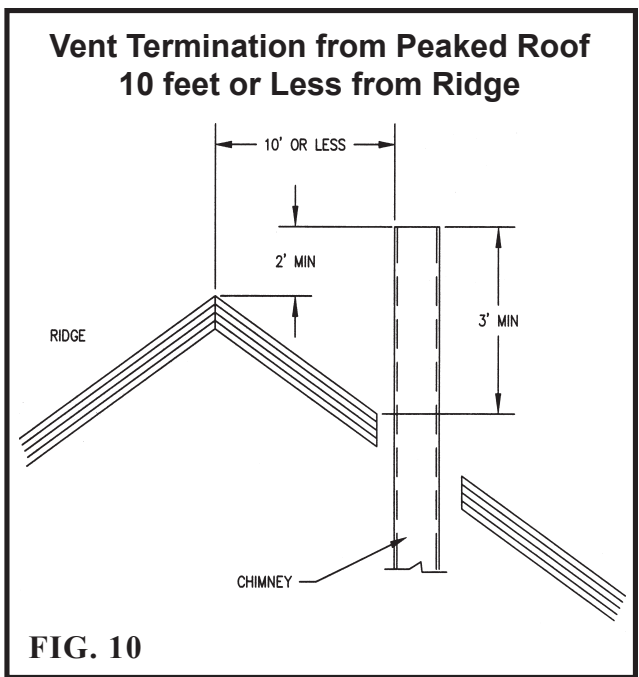 Vent Termination from Peaked Roof
10 feet or Less from Ridge
10' OR LESS
2' MIN
3' MIN
RIDGE
CHIMNEY
FIG. 10